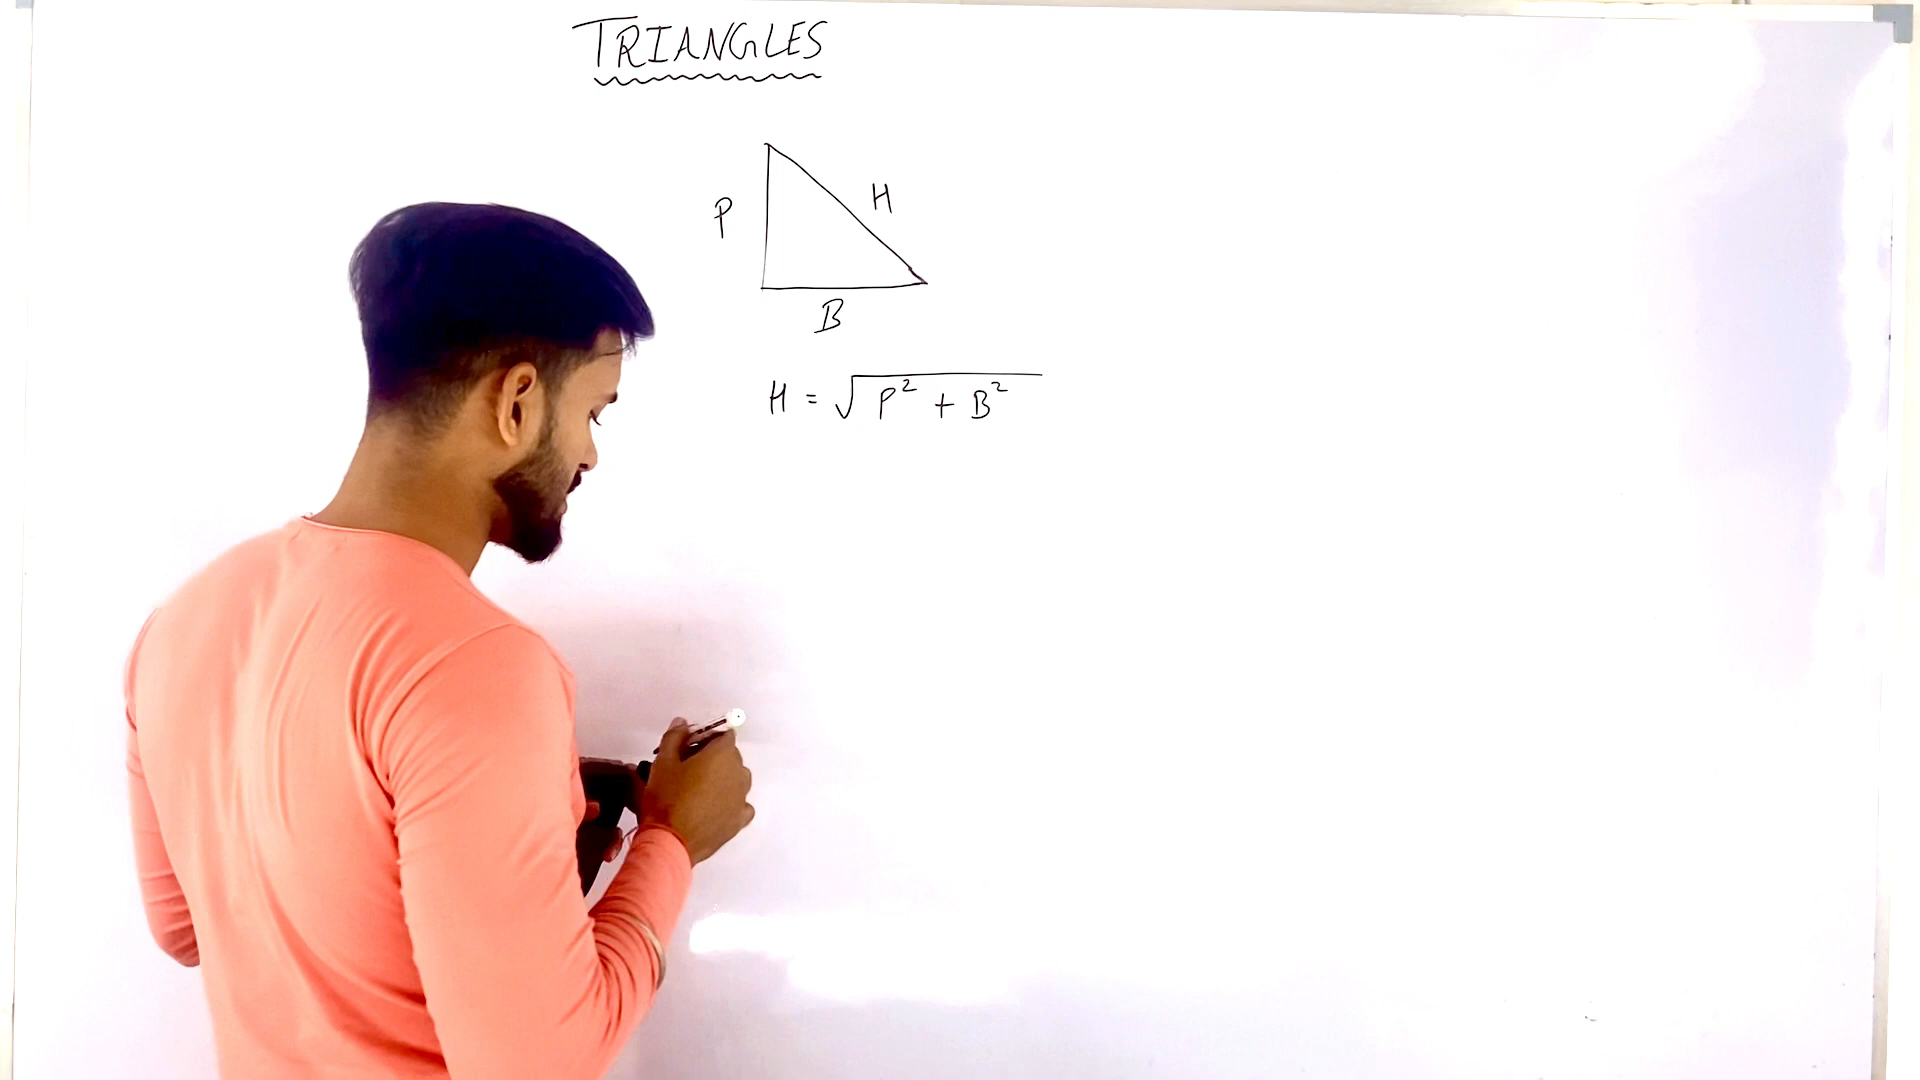 TRIANGLES
P
H
B
H = √P² + B²